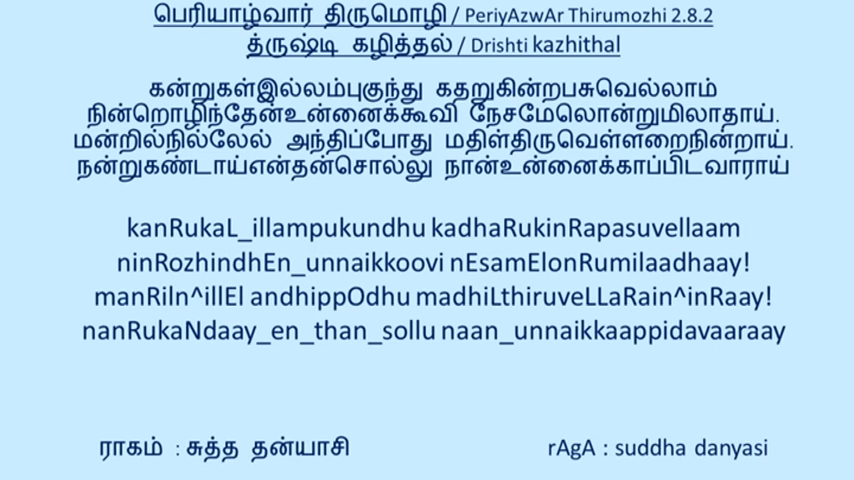 பெரியாழ்வார் திருமொழி / PeriyAzwAr Thirumozhi 2.8.2
த்ருஷ்டி கழித்தல் / Drishti kazhithal
கன்றுகள்இல்லம்புகுந்து கதறுகின்றபசுவெல்லாம்
நின்றொழிந்தேன்உன்னைக்கூவி நேசமேலொன்றுமிலாதாய்.
மன்றில்நில்லேல் அந்திப்போது மதிள்திருவெள்ளறைநின்றாய்.
நன்றுகண்டாய்என்தன்சொல்லு நான்உன்னைக்காப்பிடவாராய்
kanRukaL_illampukundhu kadhaRukinRapasuvellaam
ninRozhindhEn_unnaikkoovi nEsamElonRumilaadhaay!
manRiln^illEl andhippOdhu madhiLthiruveLLaRain^inRaay!
nanRukaNdaay_en_than_sollu naan_unnaikkaappidavaaraay
ராகம் : சுத்த தன்யாசி rAgA : suddha danyasi